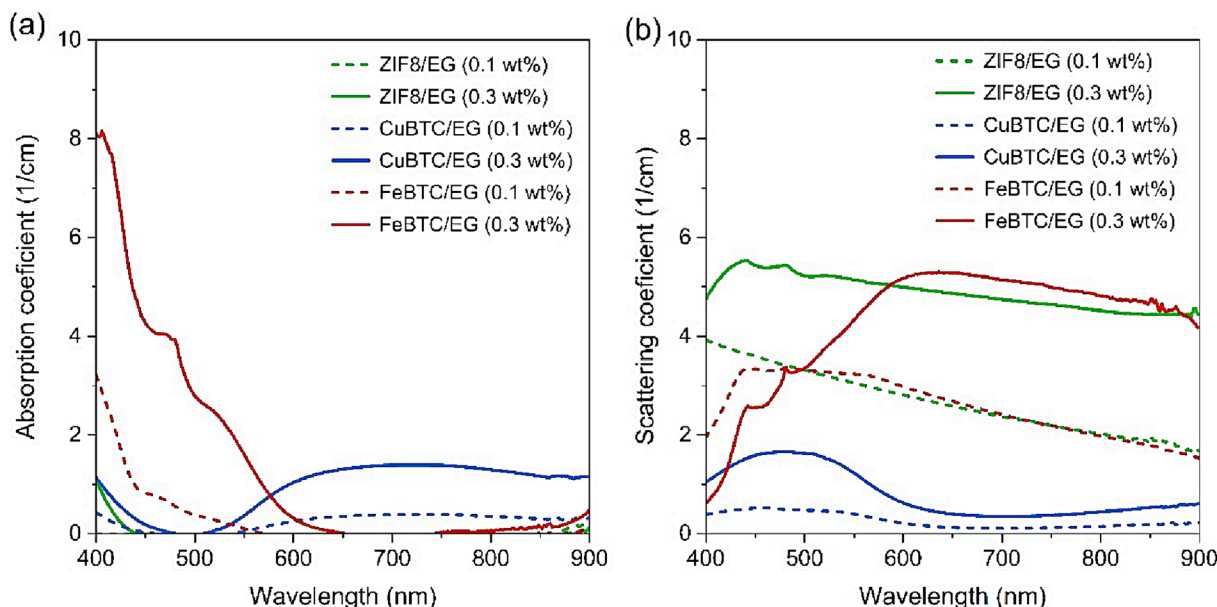 (a)
10
8
6
4
2
0
Absorption coeficient (1/cm)
ZIF8/EG (0.1 wt%)
ZIF8/EG (0.3 wt%)
CuBTC/EG (0.1 wt%)
CuBTC/EG (0.3 wt%)
FeBTC/EG (0.1 wt%)
FeBTC/EG (0.3 wt%)
400 500 600 700 800 900
Wavelength (nm)
(b)
10
8
6
4
2
0
Scattering coeficient (1/cm)
ZIF8/EG (0.1 wt%)
ZIF8/EG (0.3 wt%)
CuBTC/EG (0.1 wt%)
CuBTC/EG (0.3 wt%)
FeBTC/EG (0.1 wt%)
FeBTC/EG (0.3 wt%)
400 500 600 700 800 900
Wavelength (nm)